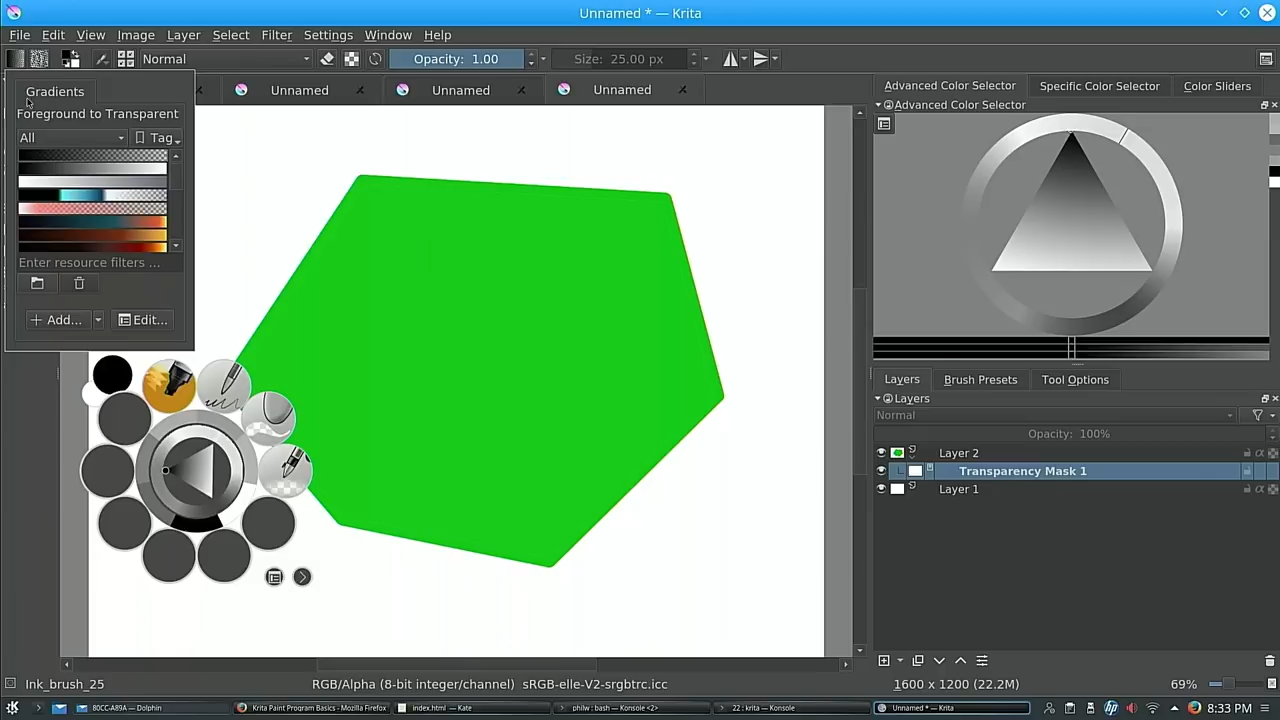 Unnamed * — Krita
File Edit View Image Layer Select Filter Settings Window Help
Normal Opacity: 1.00 Size: 25.00 px
Gradients
Foreground to Transparent
All Tag
Enter resource filters ...
Add... Edit...
Unnamed Unnamed Unnamed
Advanced Color Selector Specific Color Selector Color Sliders
Advanced Color Selector
Layers Brush Presets Tool Options
Layers
Normal
Opacity: 100%
Layer 2
Transparency Mask 1
Layer 1
Ink_brush_25 RGB/Alpha (8-bit integer/channel) sRGB-elle-V2-srgbtrc.icc 1600 x 1200 (22.2M) 69%
80CC-A89A — Dolphin Krita Paint Program Basics - Mozilla Firefox index.html — Kate philw : bash — Konsole <2> 22 : krita — Konsole Unnamed * — Krita 8:33 PM